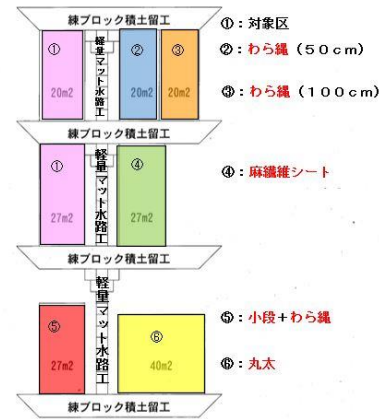 練ブロック積土留工
①:対象区
①
軽量マット水路工
②
③
②:わら縄(50cm)
20m2
20m2
20m2
③:わら縄(100cm)
練ブロック積土留工
①
軽量マット水路工
④
④:麻繊維シート
27m2
27m2
練ブロック積土留工
軽量マット水路工
⑤
⑥
⑤:小段+わら縄
27m2
40m2
⑥:丸太
練ブロック積土留工